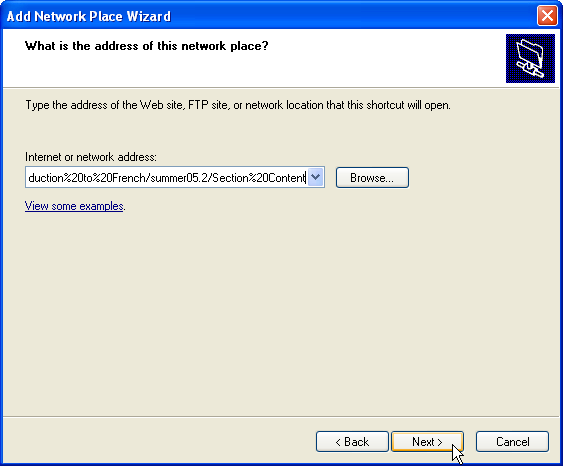 Add Network Place Wizard
What is the address of this network place?
Type the address of the Web site, FTP site, or network location that this shortcut will open.
Internet or network address:
duction%20to%20French/summer05.2/Section%20Content
Browse...
View some examples.
< Back
Next >
Cancel